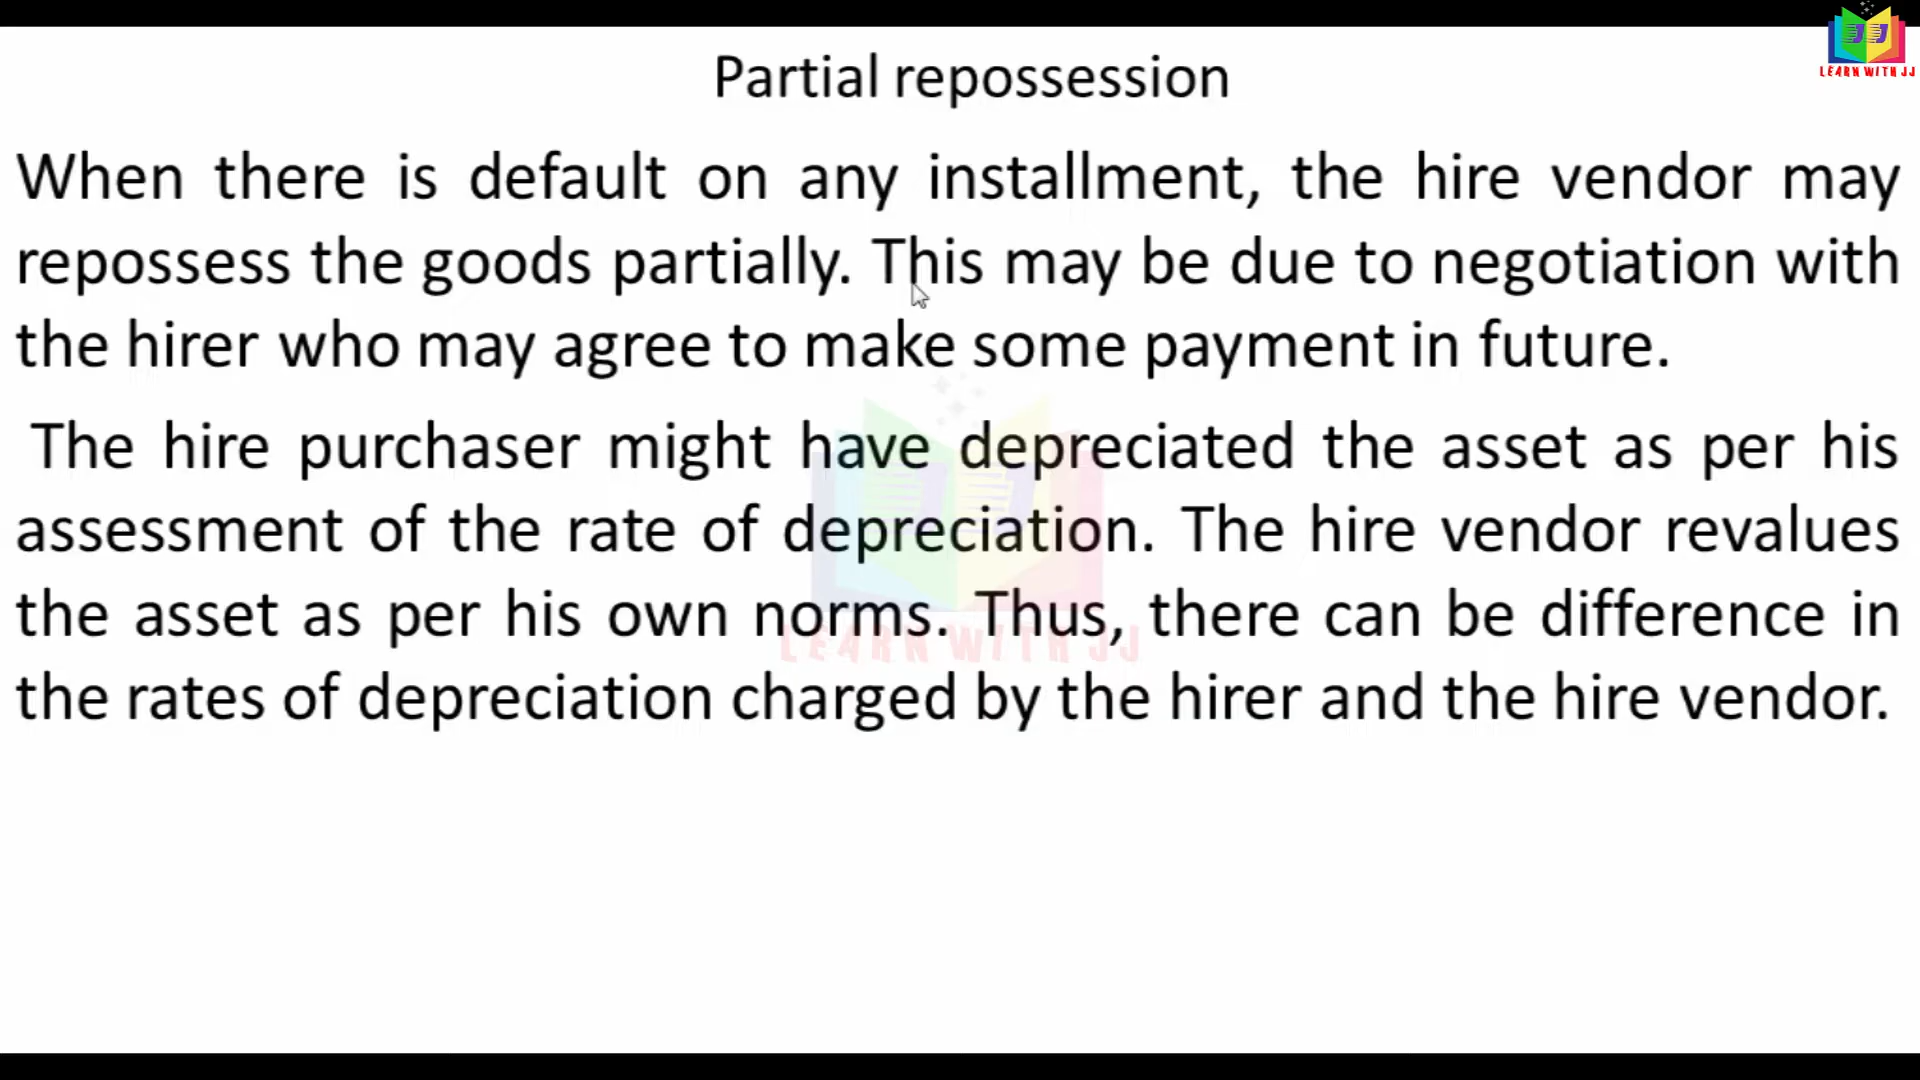 LEARN WITH JJ
Partial repossession
When there is default on any installment, the hire vendor may
repossess the goods partially. This may be due to negotiation with
the hirer who may agree to make some payment in future.
The hire purchaser might have depreciated the asset as per his
assessment of the rate of depreciation. The hire vendor revalues
the asset as per his own norms. Thus, there can be difference in
LEARN WITH JJ
the rates of depreciation charged by the hirer and the hire vendor.